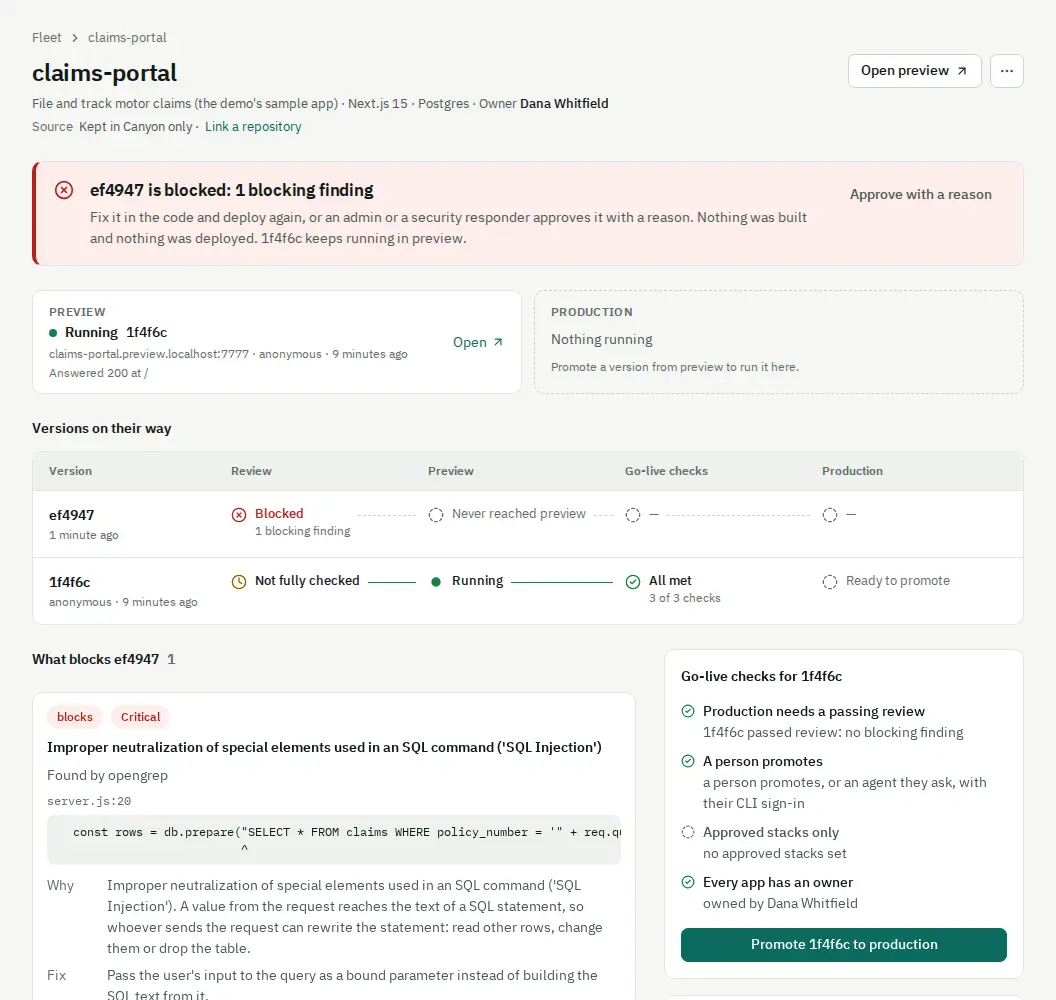 Fleet > claims-portal
claims-portal
Open preview ↗
···
File and track motor claims (the demo's sample app) · Next.js 15 · Postgres · Owner Dana Whitfield
Source Kept in Canyon only · Link a repository
ef4947 is blocked: 1 blocking finding
Approve with a reason
Fix it in the code and deploy again, or an admin or a security responder approves it with a reason. Nothing was built
and nothing was deployed. 1f4f6c keeps running in preview.
PREVIEW
Running 1f4f6c
claims-portal.preview.localhost:7777 · anonymous · 9 minutes ago
Answered 200 at /
Open ↗
PRODUCTION
Nothing running
Promote a version from preview to run it here.
Versions on their way
Version Review Preview Go-live checks Production
ef4947 Blocked Never reached preview — —
1 minute ago 1 blocking finding
1f4f6c Not fully checked Running All met Ready to promote
anonymous · 9 minutes ago 3 of 3 checks
What blocks ef4947 1
blocks Critical
Improper neutralization of special elements used in an SQL command ('SQL Injection')
Found by opengrep
server.js:20
const rows = db.prepare("SELECT * FROM claims WHERE policy_number = '" + req.qu
^
Why Improper neutralization of special elements used in an SQL command ('SQL
Injection'). A value from the request reaches the text of a SQL statement, so
whoever sends the request can rewrite the statement: read other rows, change
them or drop the table.
Fix Pass the user's input to the query as a bound parameter instead of building the
SQL text from it.
Go-live checks for 1f4f6c
Production needs a passing review
1f4f6c passed review: no blocking finding
A person promotes
a person promotes, or an agent they ask, with
their CLI sign-in
Approved stacks only
no approved stacks set
Every app has an owner
owned by Dana Whitfield
Promote 1f4f6c to production